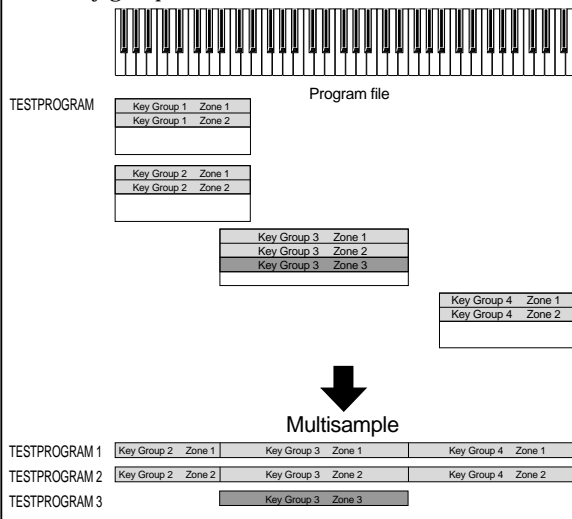 Program file
TESTPROGRAM
Key Group 1 Zone 1
Key Group 1 Zone 2
Key Group 2 Zone 1
Key Group 2 Zone 2
Key Group 3 Zone 1
Key Group 3 Zone 2
Key Group 3 Zone 3
Key Group 4 Zone 1
Key Group 4 Zone 2
Multisample
TESTPROGRAM 1 Key Group 2 Zone 1 Key Group 3 Zone 1 Key Group 4 Zone 1
TESTPROGRAM 2 Key Group 2 Zone 2 Key Group 3 Zone 2 Key Group 4 Zone 2
TESTPROGRAM 3 Key Group 3 Zone 3